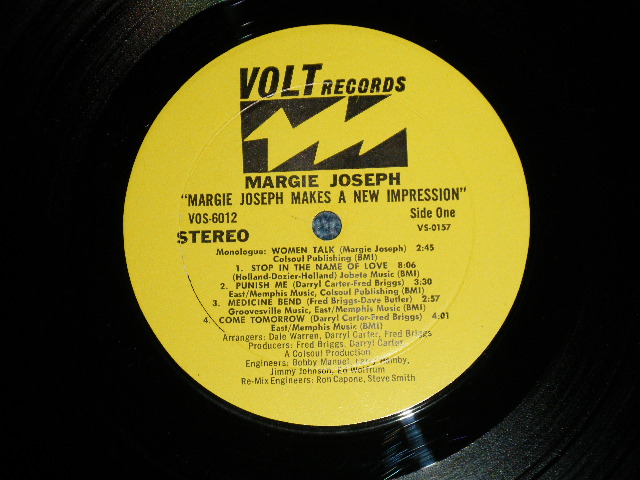 VOLT RECORDS
MARGIE JOSEPH
"MARGIE JOSEPH MAKES A NEW IMPRESSION"
VOS-6012 Side One
STEREO VS-0157
Monologue: WOMEN TALK (Margie Joseph) 2:45
Colsoul Publishing (BMI)
1. STOP IN THE NAME OF LOVE 8:06
(Holland-Dozier-Holland) Jobete Music (BMI)
2. PUNISH ME (Darryl Carter-Fred Briggs) 3:30
East/Memphis Music, Colsoul Publishing (BMI)
3. MEDICINE BEND (Fred Briggs-Dave Butler) 2:57
Groovesville Music, East/Memphis Music (BMI)
4. COME TOMORROW (Darryl Carter-Fred Briggs) 4:01
East/Memphis Music (BMI)
Arrangers: Dale Warren, Darryl Carter, Fred Briggs
Producers: Fred Briggs, Darryl Carter
A Colsoul Production
Engineers: Bobby Manuel, Larry Hamby,
Jimmy Johnson, Ed Wolfrum
Re-Mix Engineers: Ron Capone, Steve Smith